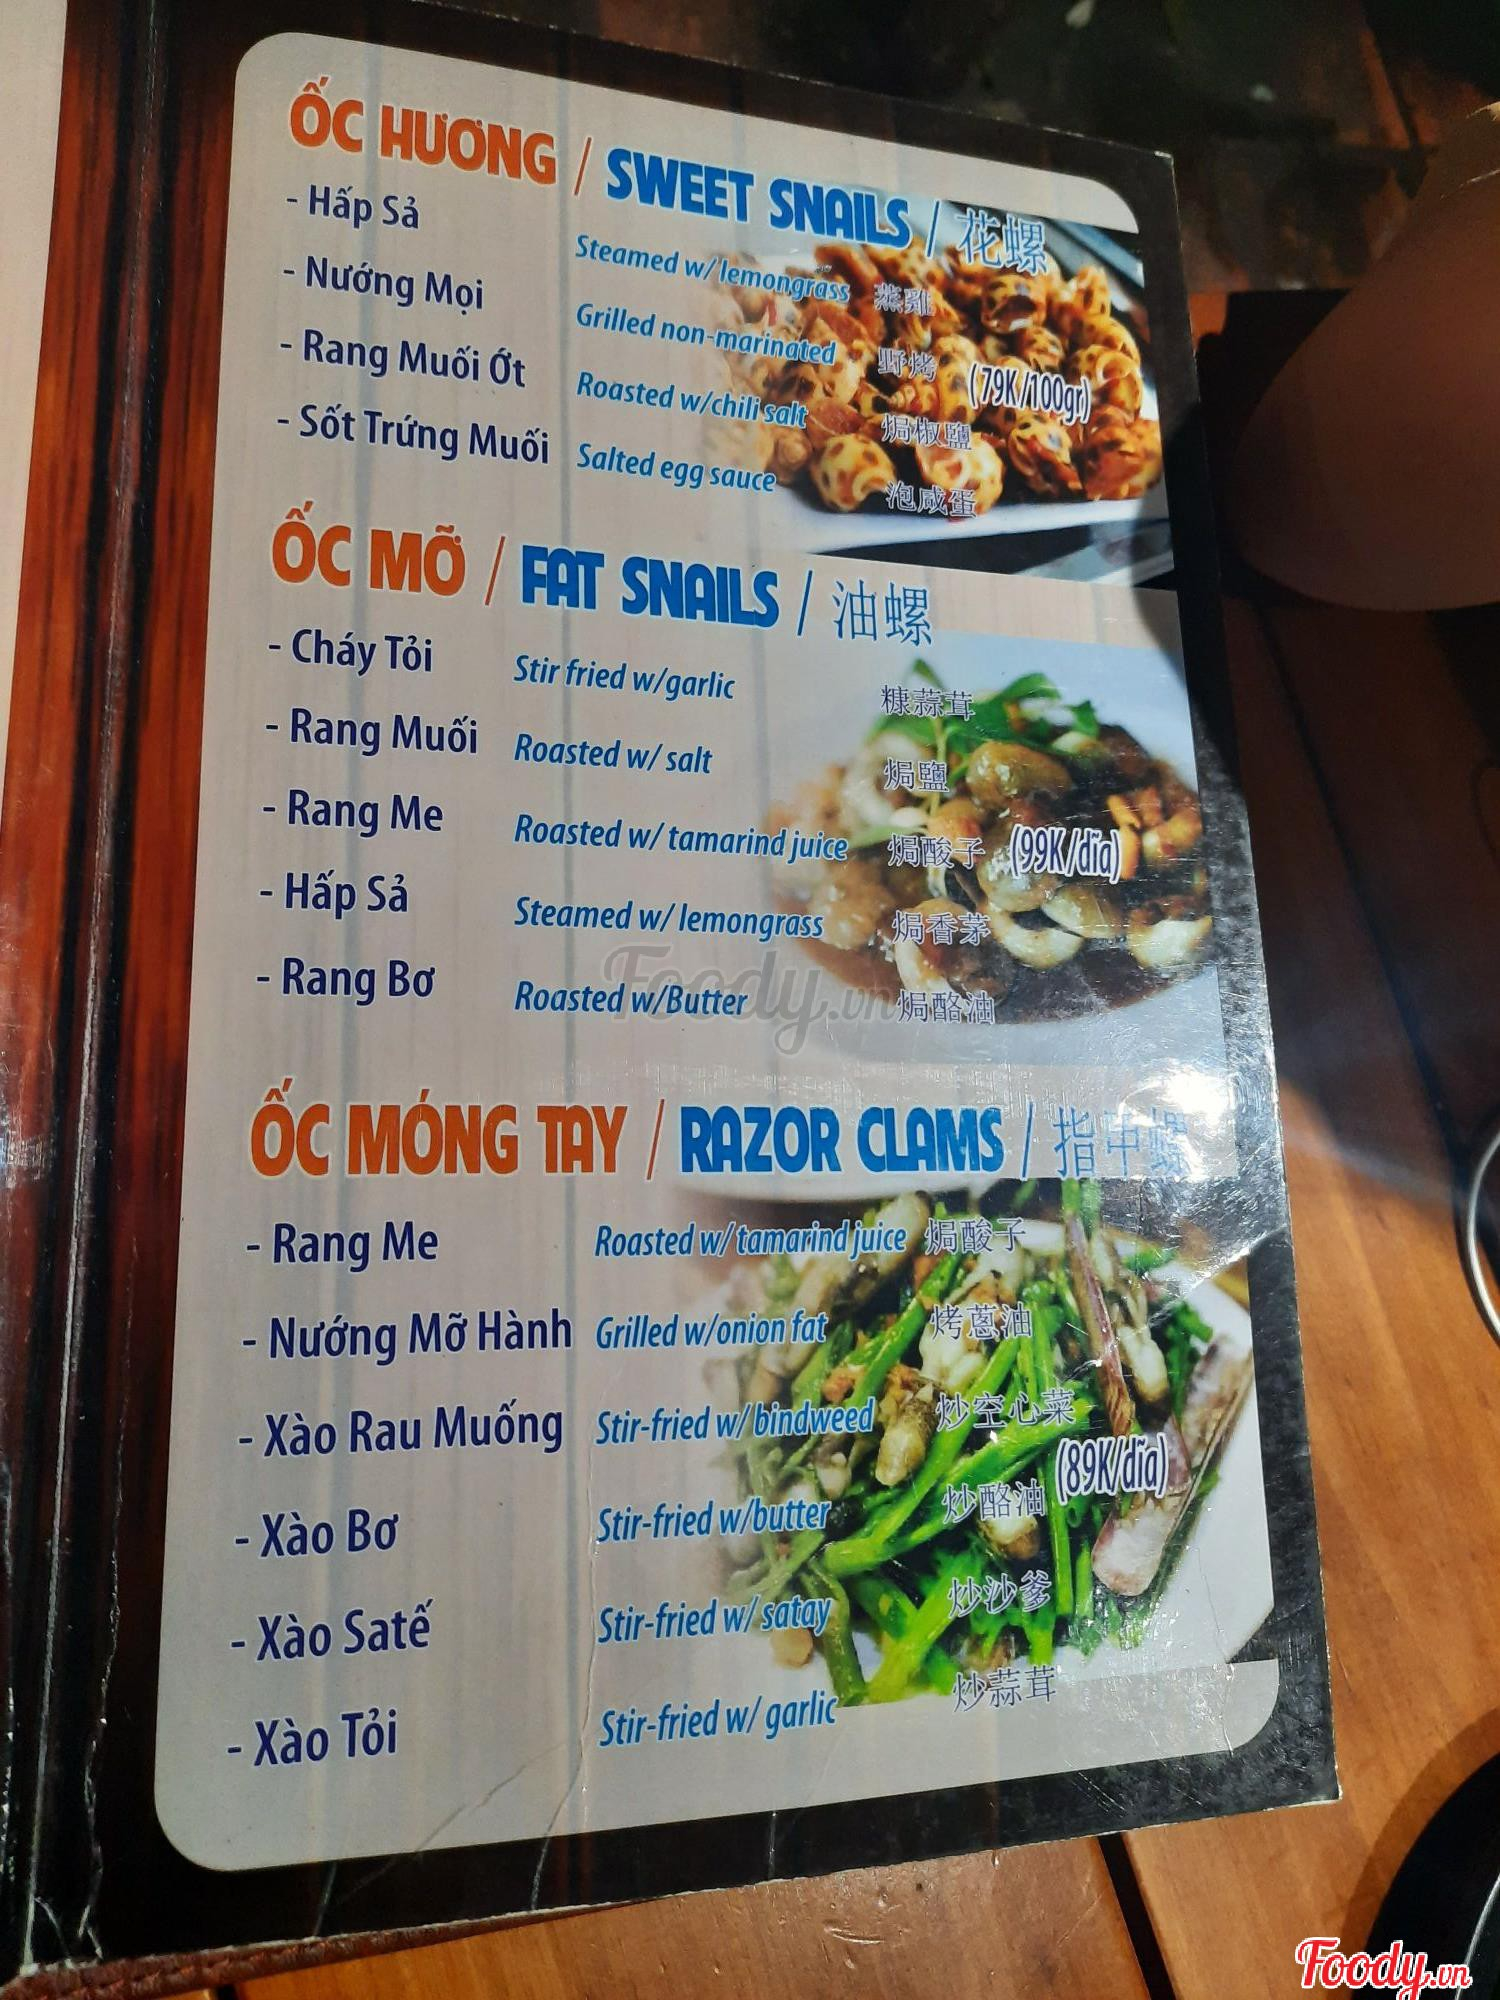 ỐC HƯƠNG / SWEET SNAILS / 花螺
- Hấp Sả Steamed w/ lemongrass 蒸雞
- Nướng Mọi Grilled non-marinated 野烤
- Rang Muối Ớt Roasted w/chili salt 焗椒鹽
(79K/100gr)
- Sốt Trứng Muối Salted egg sauce 泡咸蛋
ỐC MỠ / FAT SNAILS / 油螺
- Cháy Tỏi Stir fried w/garlic 糠蒜茸
- Rang Muối Roasted w/ salt 焗鹽
- Rang Me Roasted w/ tamarind juice 焗酸子 (99K/dĩa)
- Hấp Sả Steamed w/ lemongrass 焗香茅
- Rang Bơ Roasted w/Butter 焗酪油
Foody.vn
ỐC MÓNG TAY / RAZOR CLAMS / 指中螺
- Rang Me Roasted w/ tamarind juice 焗酸子
- Nướng Mỡ Hành Grilled w/onion fat 烤蔥油
- Xào Rau Muống Stir-fried w/ bindweed 炒空心菜
(89K/dĩa)
- Xào Bơ Stir-fried w/butter 炒酪油
- Xào Satế Stir-fried w/ satay 炒沙爹
- Xào Tỏi Stir-fried w/ garlic 炒蒜茸
Foody.vn